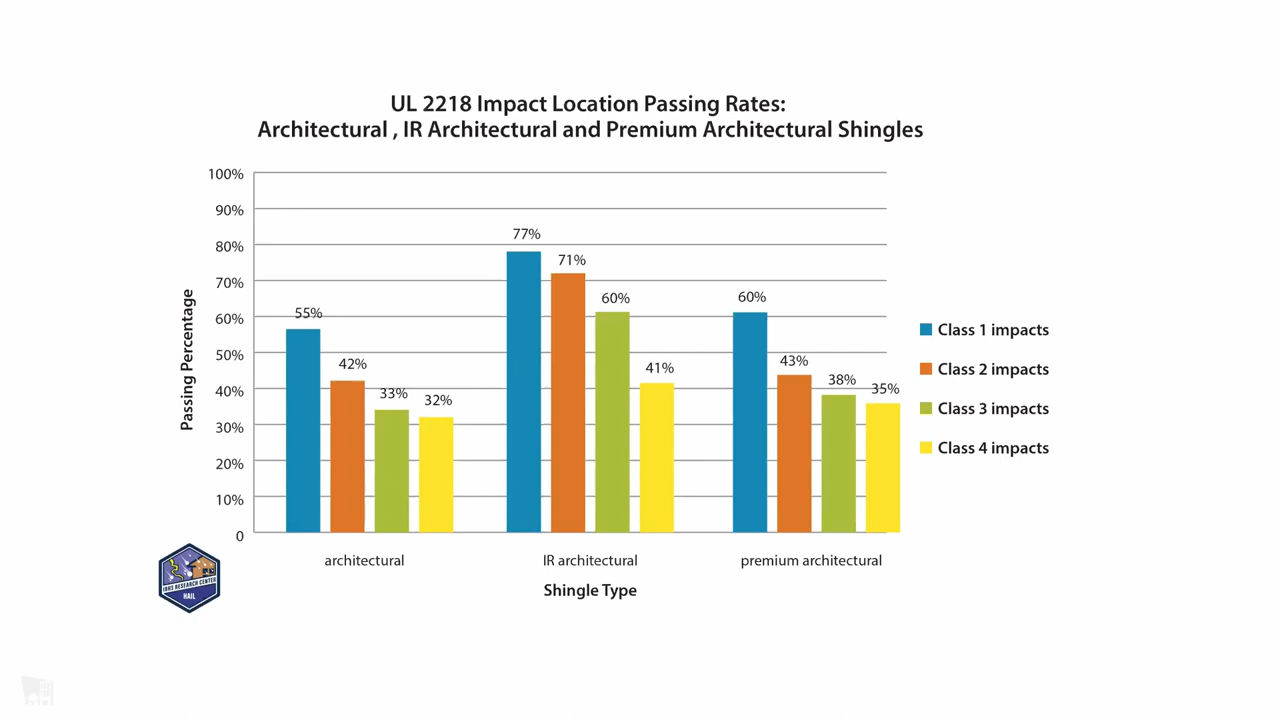 UL 2218 Impact Location Passing Rates:
Architectural , IR Architectural and Premium Architectural Shingles
Passing Percentage
100%
90%
80%
70%
60%
50%
40%
30%
20%
10%
0
55%
42%
33%
32%
77%
71%
60%
41%
60%
43%
38%
35%
architectural
IR architectural
premium architectural
Shingle Type
Class 1 impacts
Class 2 impacts
Class 3 impacts
Class 4 impacts
IBHS RESEARCH CENTER
HAIL